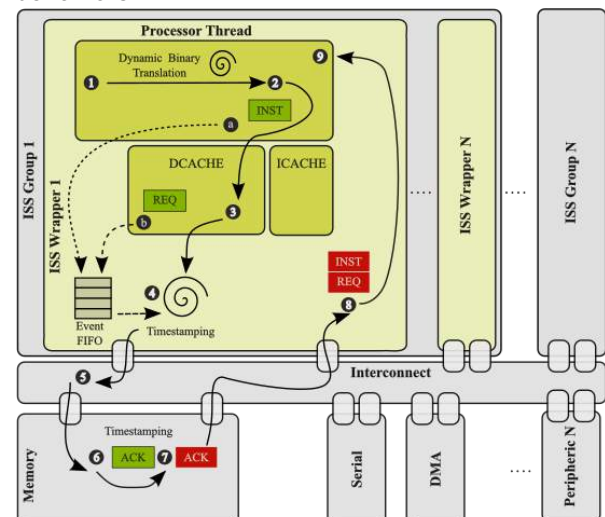 Processor Thread
Dynamic Binary
Translation
1
2
9
INST
a
DCACHE
ICACHE
REQ
b
3
ISS Group 1
ISS Wrapper 1
4
Event
FIFO
Timestamping
INST
REQ
8
....
ISS Wrapper N
....
ISS Group N
5
Interconnect
Memory
Timestamping
6
ACK
7
ACK
Serial
DMA
....
Peripheric N